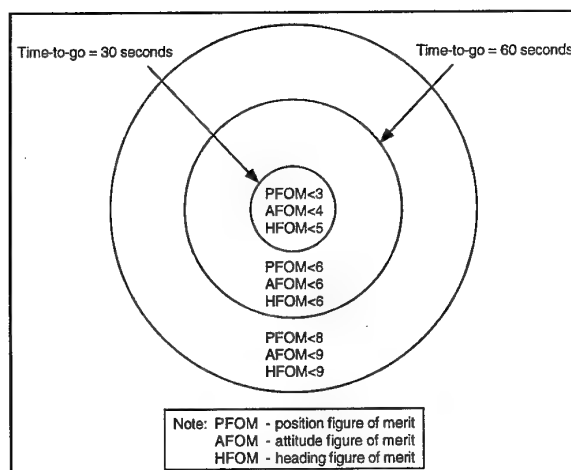 Time-to-go = 30 seconds
Time-to-go = 60 seconds
PFOM<3
AFOM<4
HFOM<5
PFOM<6
AFOM<6
HFOM<6
PFOM<8
AFOM<9
HFOM<9
Note: PFOM - position figure of merit
AFOM - attitude figure of merit
HFOM - heading figure of merit